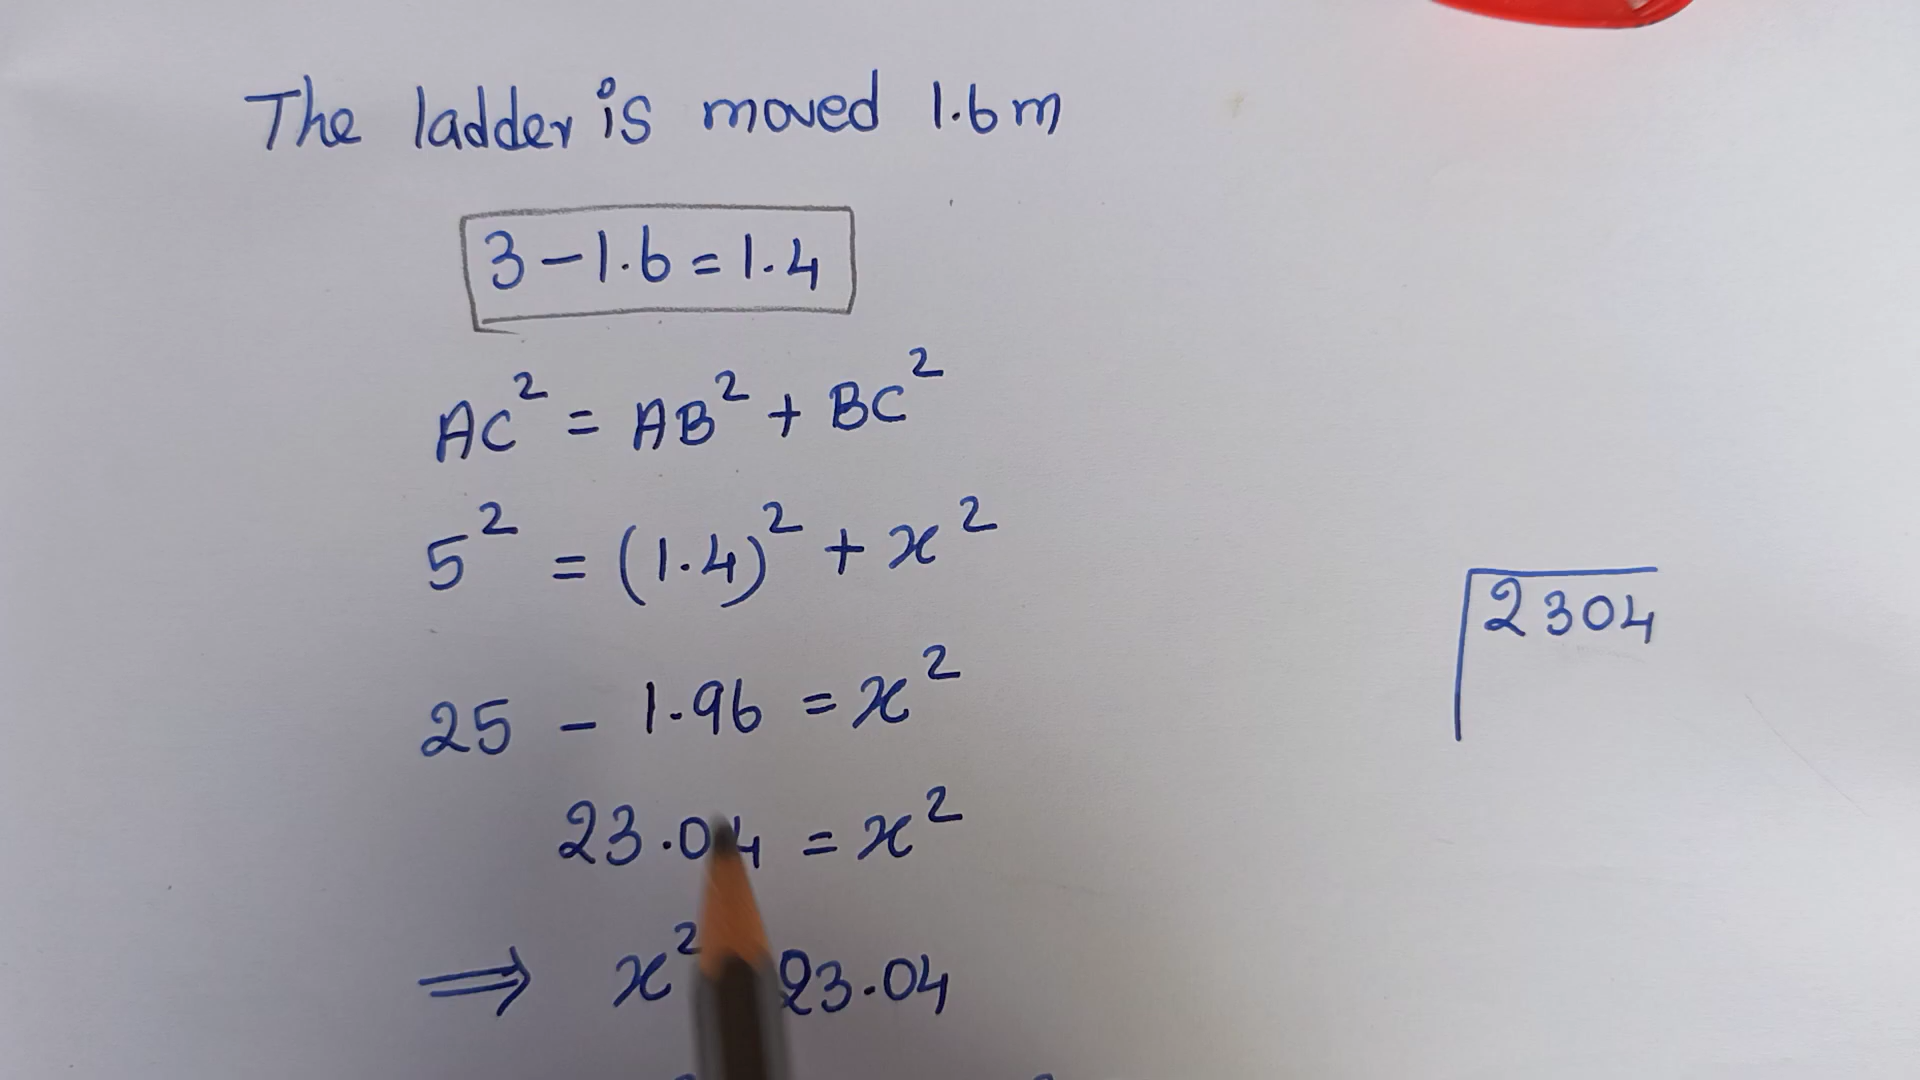 The ladder is moved 1.6m
3-1.6=1.4
AC² = AB² + BC²
5² = (1.4)² + x²
25 - 1.96 = x²
23.04 = x²
⇒ x² 23.04
2304